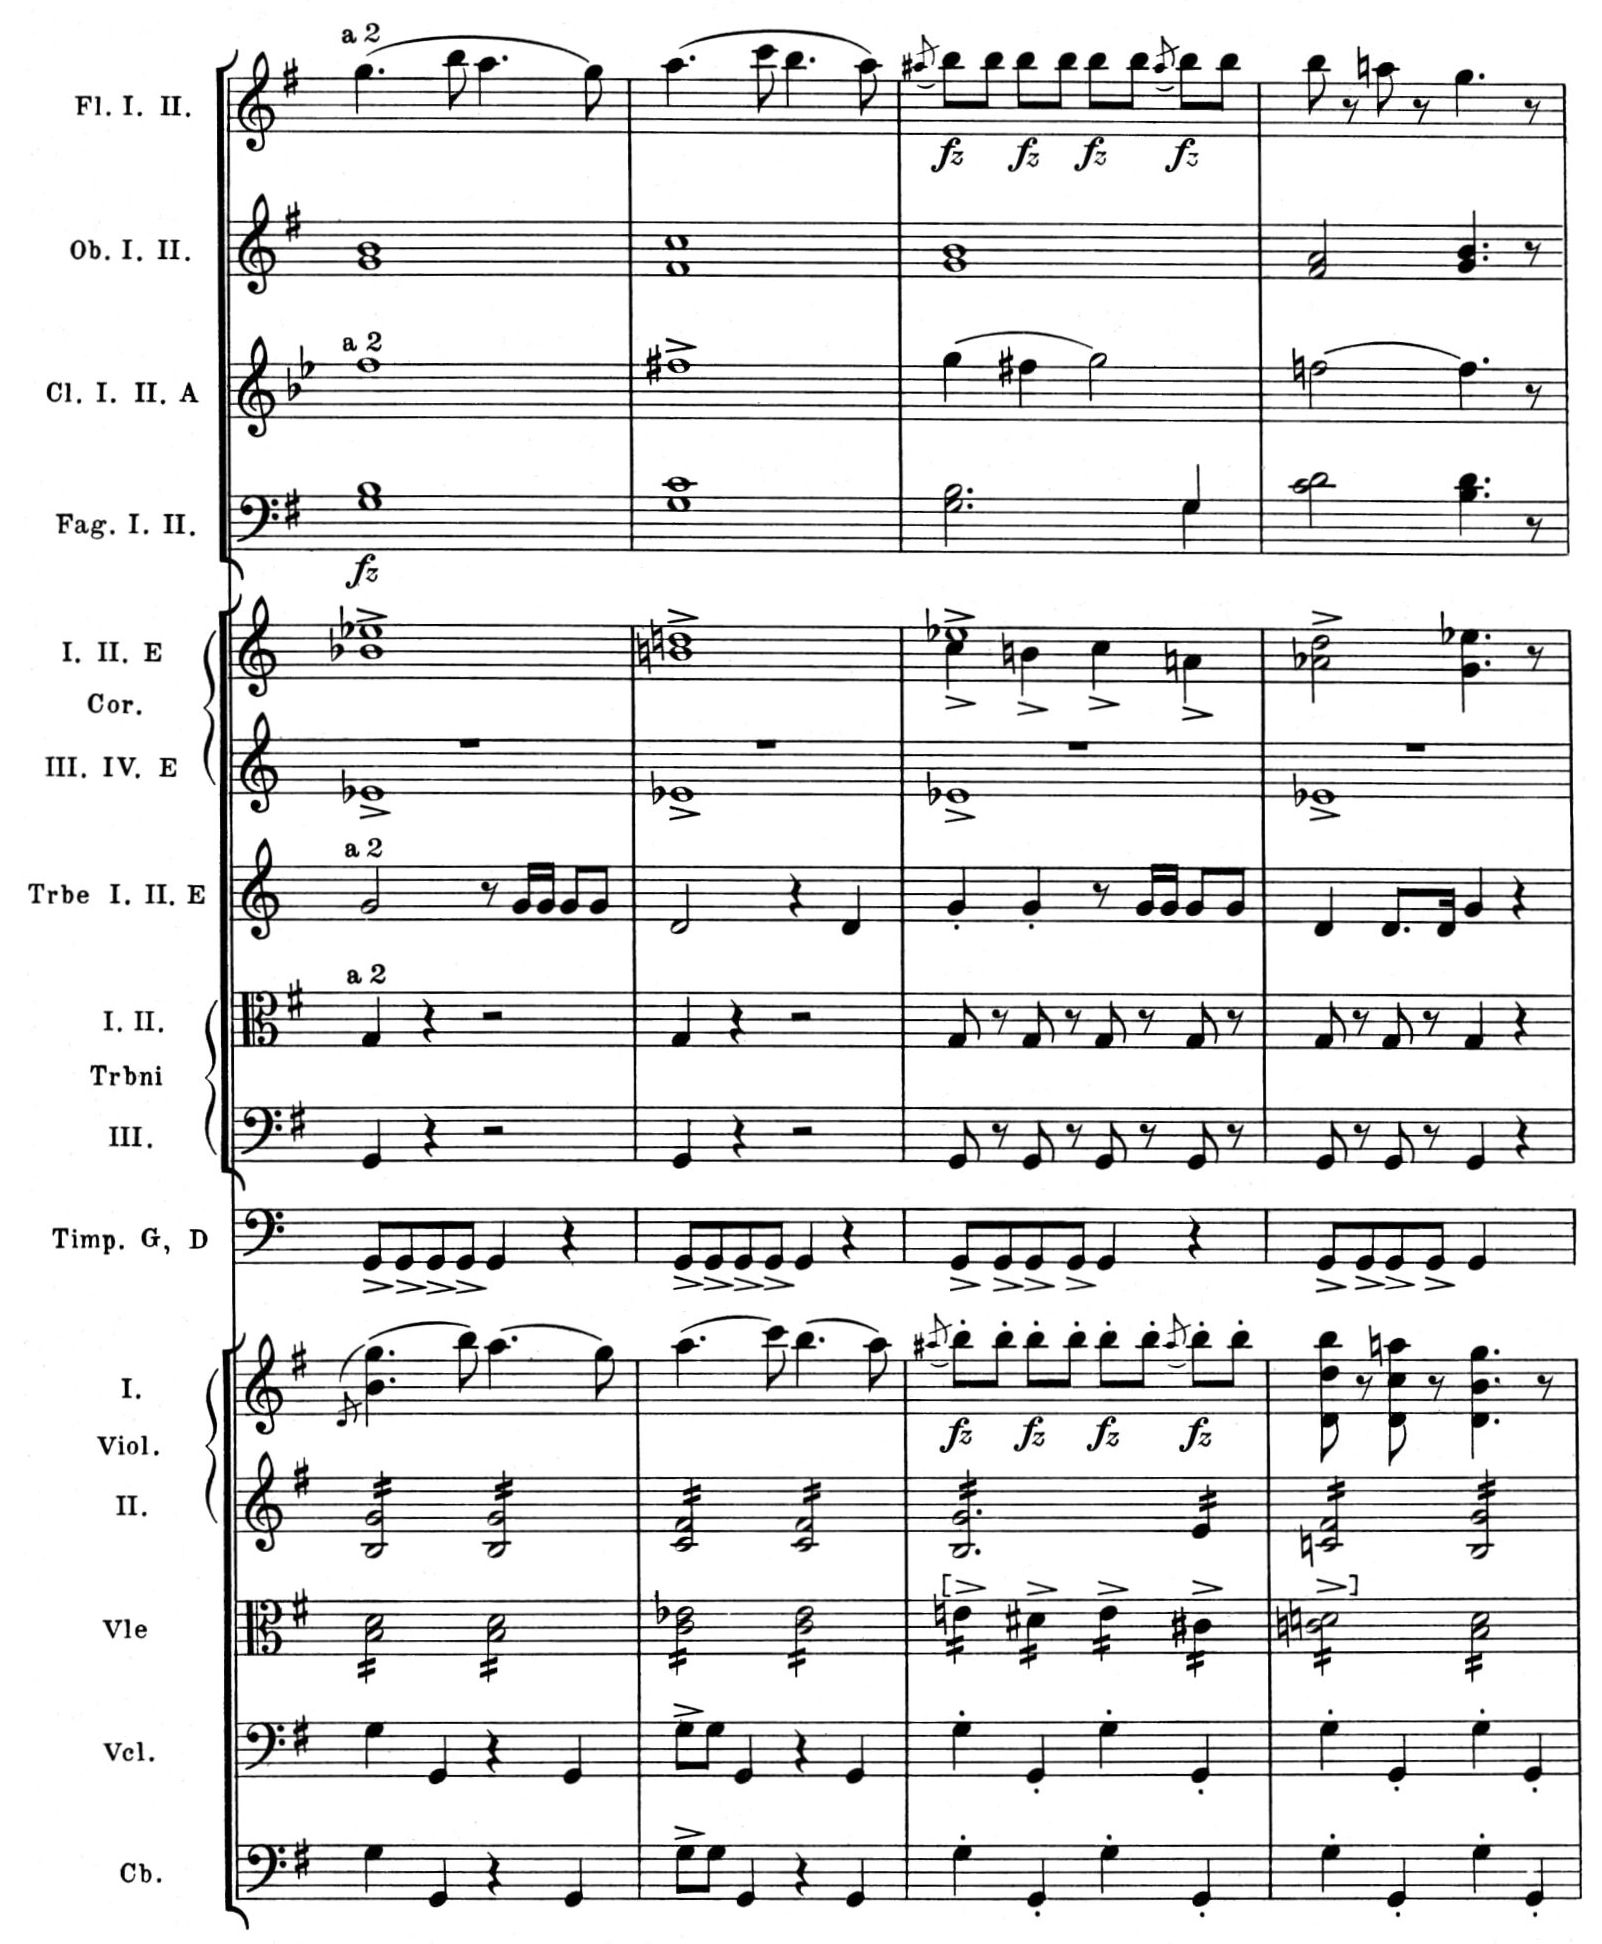 a 2
Fl. I. II.
fz fz fz fz
Ob. I. II.
a 2
Cl. I. II. A
Fag. I. II.
fz
I. II. E
Cor.
III. IV. E
a 2
Trbe I. II. E
a 2
I. II.
Trbni
III.
Timp. G, D
I.
fz fz fz fz
Viol.
II.
[ ]
Vle
Vcl.
Cb.